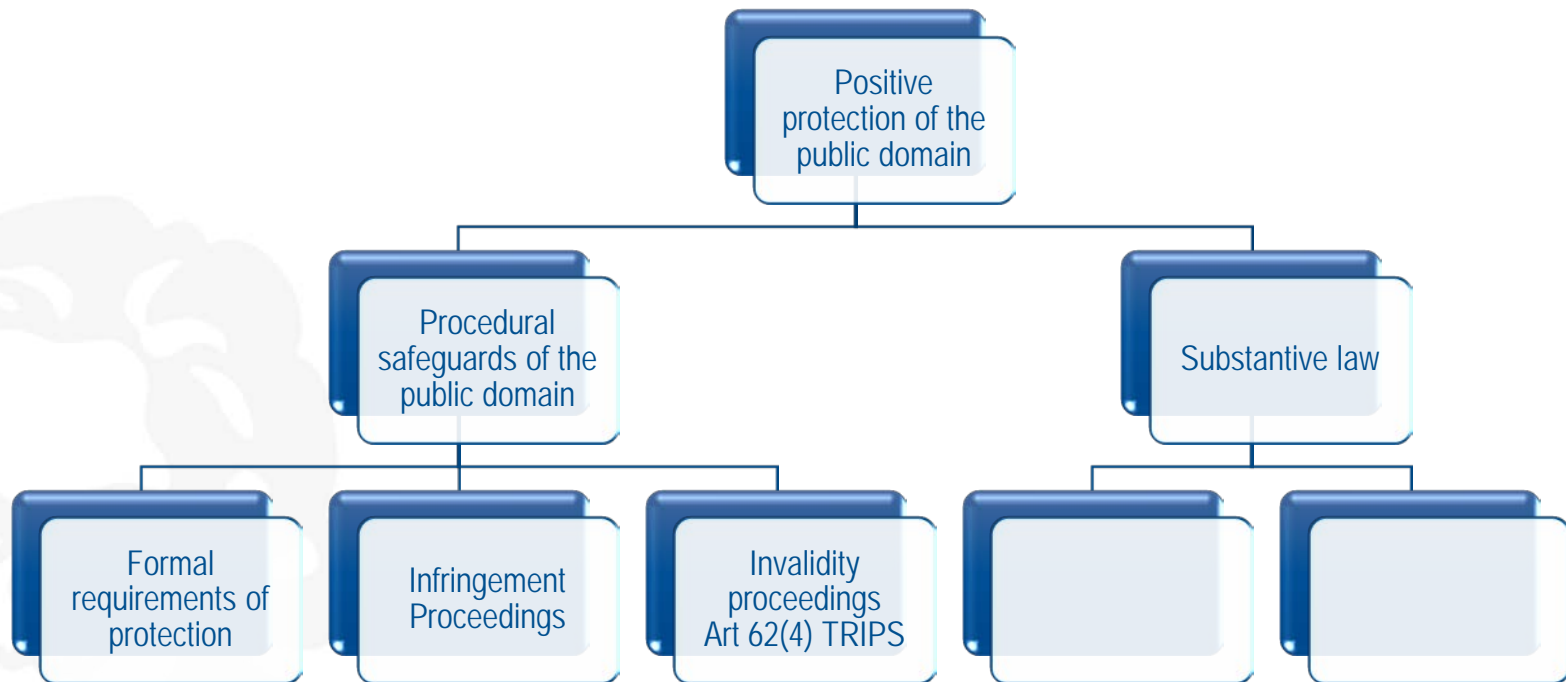 Positive
protection of the
public domain
Procedural
safeguards of the
public domain
Substantive law
Formal
requirements of
protection
Infringement
Proceedings
Invalidity
proceedings
Art 62(4) TRIPS